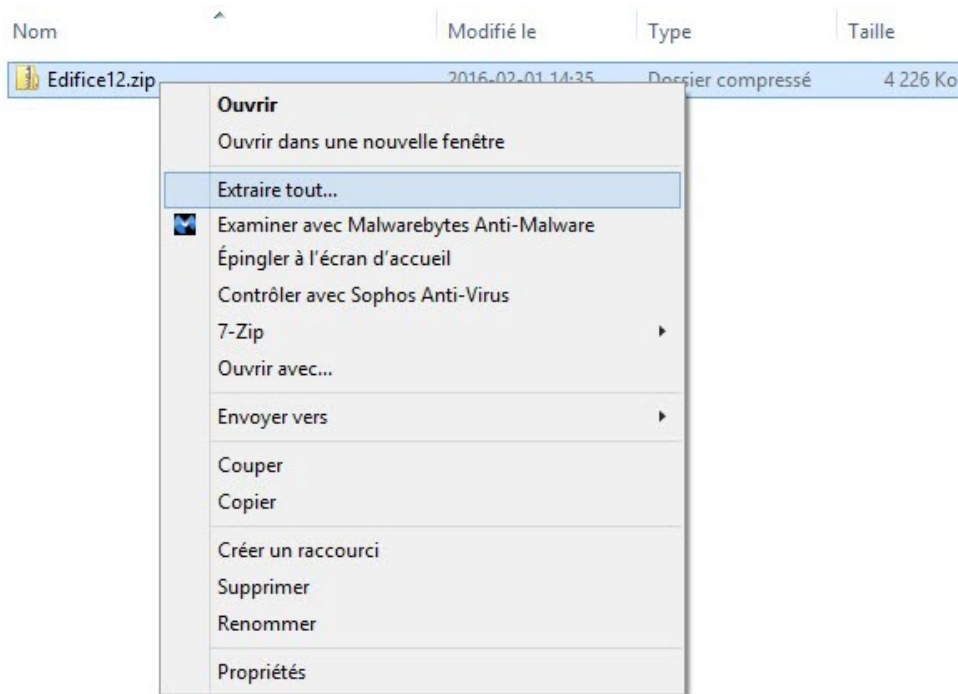 Nom Modifié le Type Taille
Edifice12.zip 2016-02-01 14:35 Dossier compressé 4 226 Ko
Ouvrir
Ouvrir dans une nouvelle fenêtre
Extraire tout...
Examiner avec Malwarebytes Anti-Malware
Épingler à l'écran d'accueil
Contrôler avec Sophos Anti-Virus
7-Zip
Ouvrir avec...
Envoyer vers
Couper
Copier
Créer un raccourci
Supprimer
Renommer
Propriétés